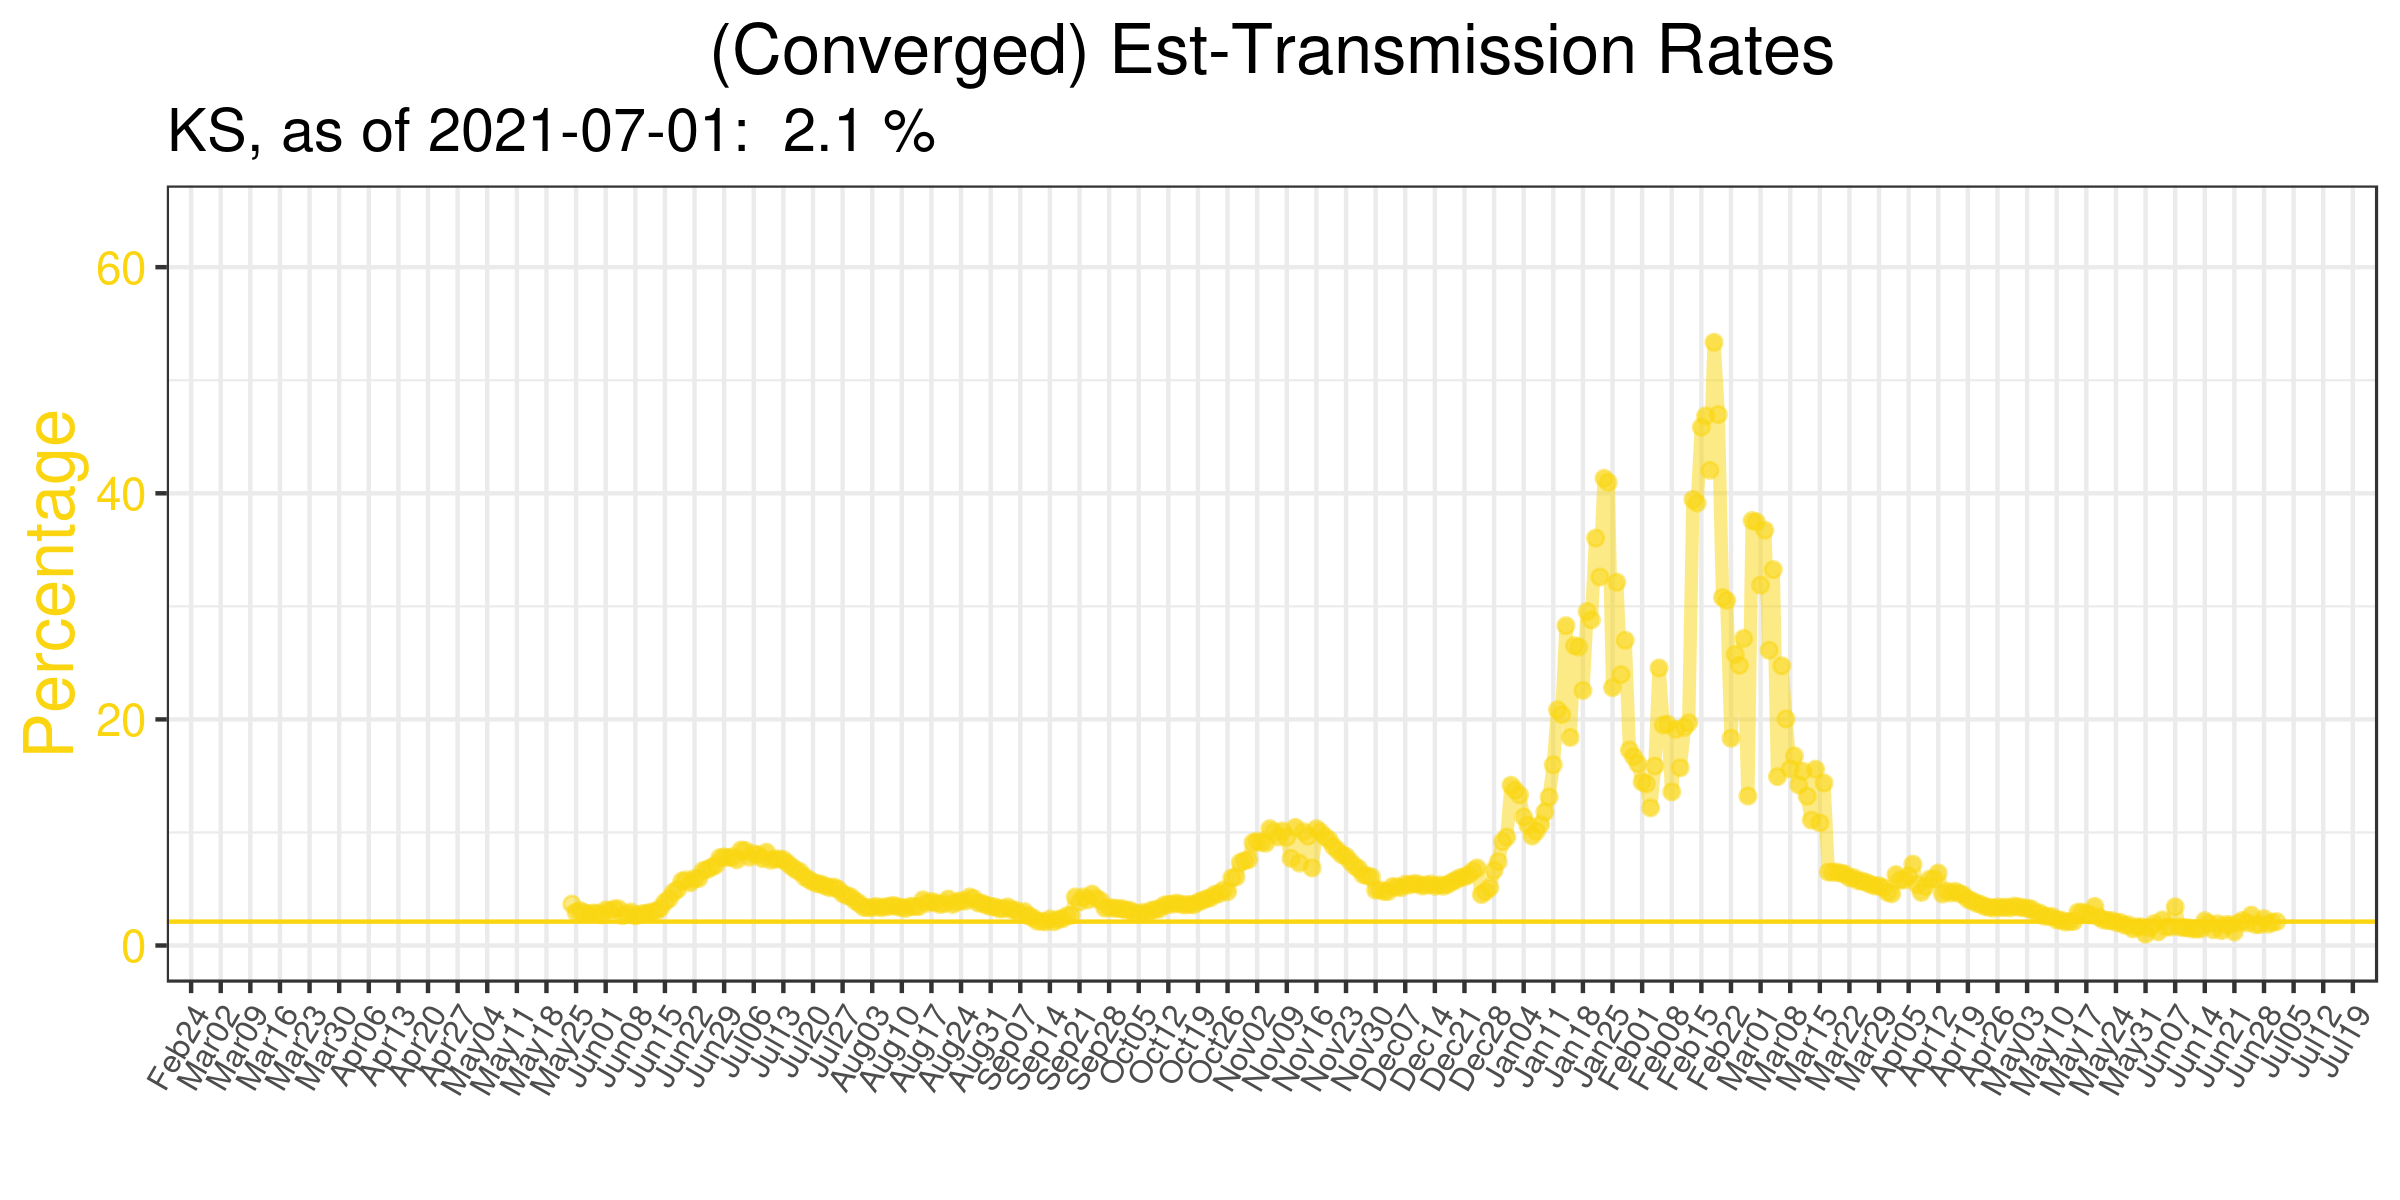 (Converged) Est-Transmission Rates
KS, as of 2021-07-01:  2.1 %
Percentage
60
40
20
0
Feb24
Mar02
Mar09
Mar16
Mar23
Mar30
Apr06
Apr13
Apr20
Apr27
May04
May11
May18
May25
Jun01
Jun08
Jun15
Jun22
Jun29
Jul06
Jul13
Jul20
Jul27
Aug03
Aug10
Aug17
Aug24
Aug31
Sep07
Sep14
Sep21
Sep28
Oct05
Oct12
Oct19
Oct26
Nov02
Nov09
Nov16
Nov23
Nov30
Dec07
Dec14
Dec21
Dec28
Jan04
Jan11
Jan18
Jan25
Feb01
Feb08
Feb15
Feb22
Mar01
Mar08
Mar15
Mar22
Mar29
Apr05
Apr12
Apr19
Apr26
May03
May10
May17
May24
May31
Jun07
Jun14
Jun21
Jun28
Jul05
Jul12
Jul19